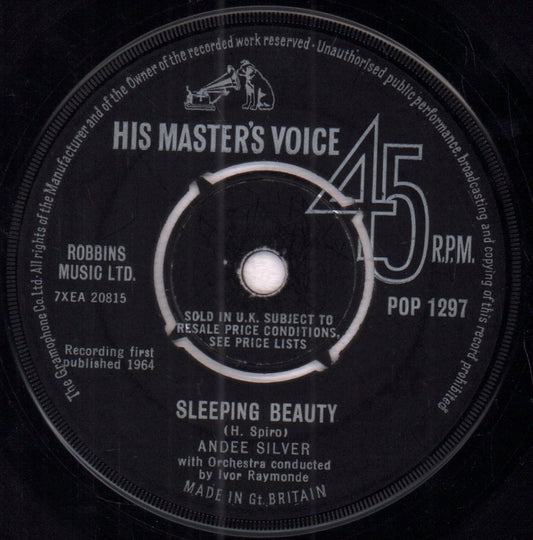 The Gramophone Co. Ltd. All rights of the Manufacturer and of the Owner of the recorded work reserved · Unauthorised public performance, broadcasting and copying of this record prohibited
HIS MASTER'S VOICE
45
R.P.M.
ROBBINS
MUSIC LTD.
7XEA 20815
POP 1297
SOLD IN U.K. SUBJECT TO
RESALE PRICE CONDITIONS,
SEE PRICE LISTS
Recording first
published 1964
SLEEPING BEAUTY
(H. Spiro)
ANDEE SILVER
with Orchestra conducted
by Ivor Raymonde
MADE IN Gt. BRITAIN